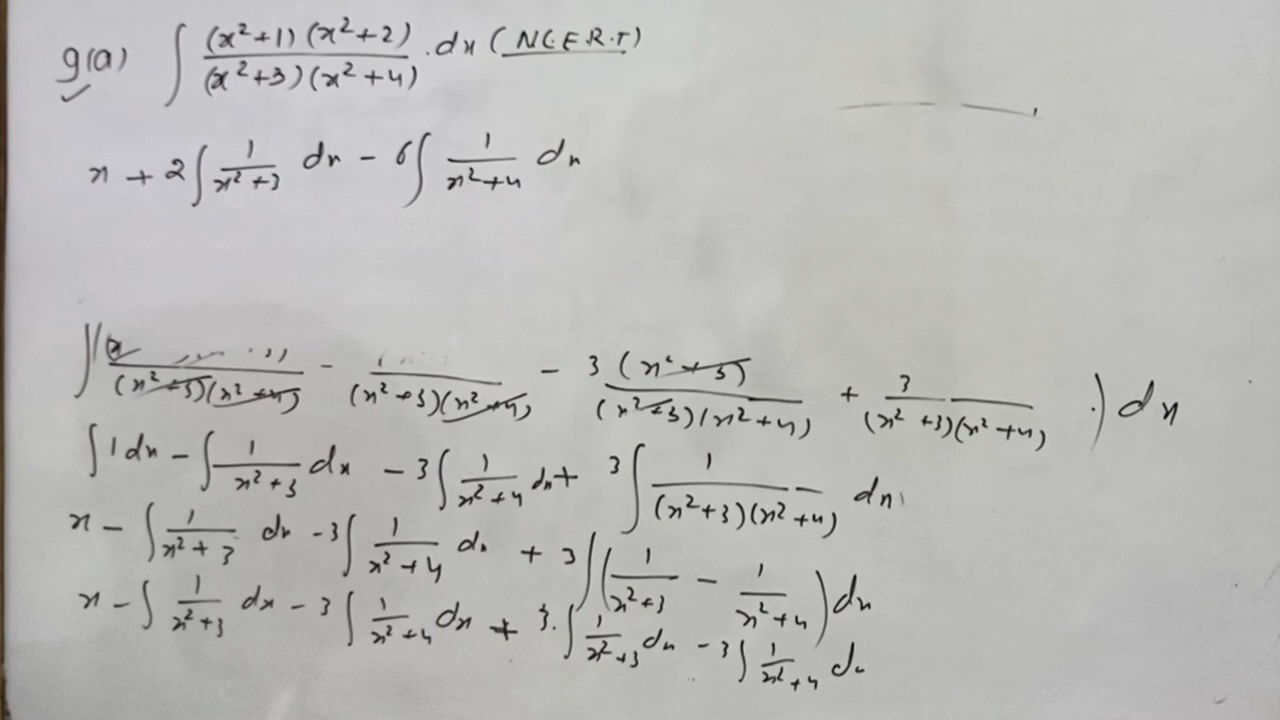 9(a) ∫ (x²+1)(x²+2)/(x²+3)(x²+4) .dx (NCERT)
x + 2∫ 1/x²+3 dx - 6∫ 1/x²+4 dx
∫( /(x²+3)(x²+4) - /(x²+3)(x²+4) - 3(x²+3)/(x²+3)(x²+4) + 3/(x²+3)(x²+4) .) dx
∫1 dx - ∫ 1/x²+3 dx - 3∫ 1/x²+4 dx + 3∫ 1/(x²+3)(x²+4) dx
x - ∫ 1/x²+3 dx - 3∫ 1/x²+4 dx + 3∫( 1/x²+3 - 1/x²+4 ) dx
x - ∫ 1/x²+3 dx - 3∫ 1/x²+4 dx + 3.∫ 1/x²+3 dx - 3∫ 1/x²+4 dx